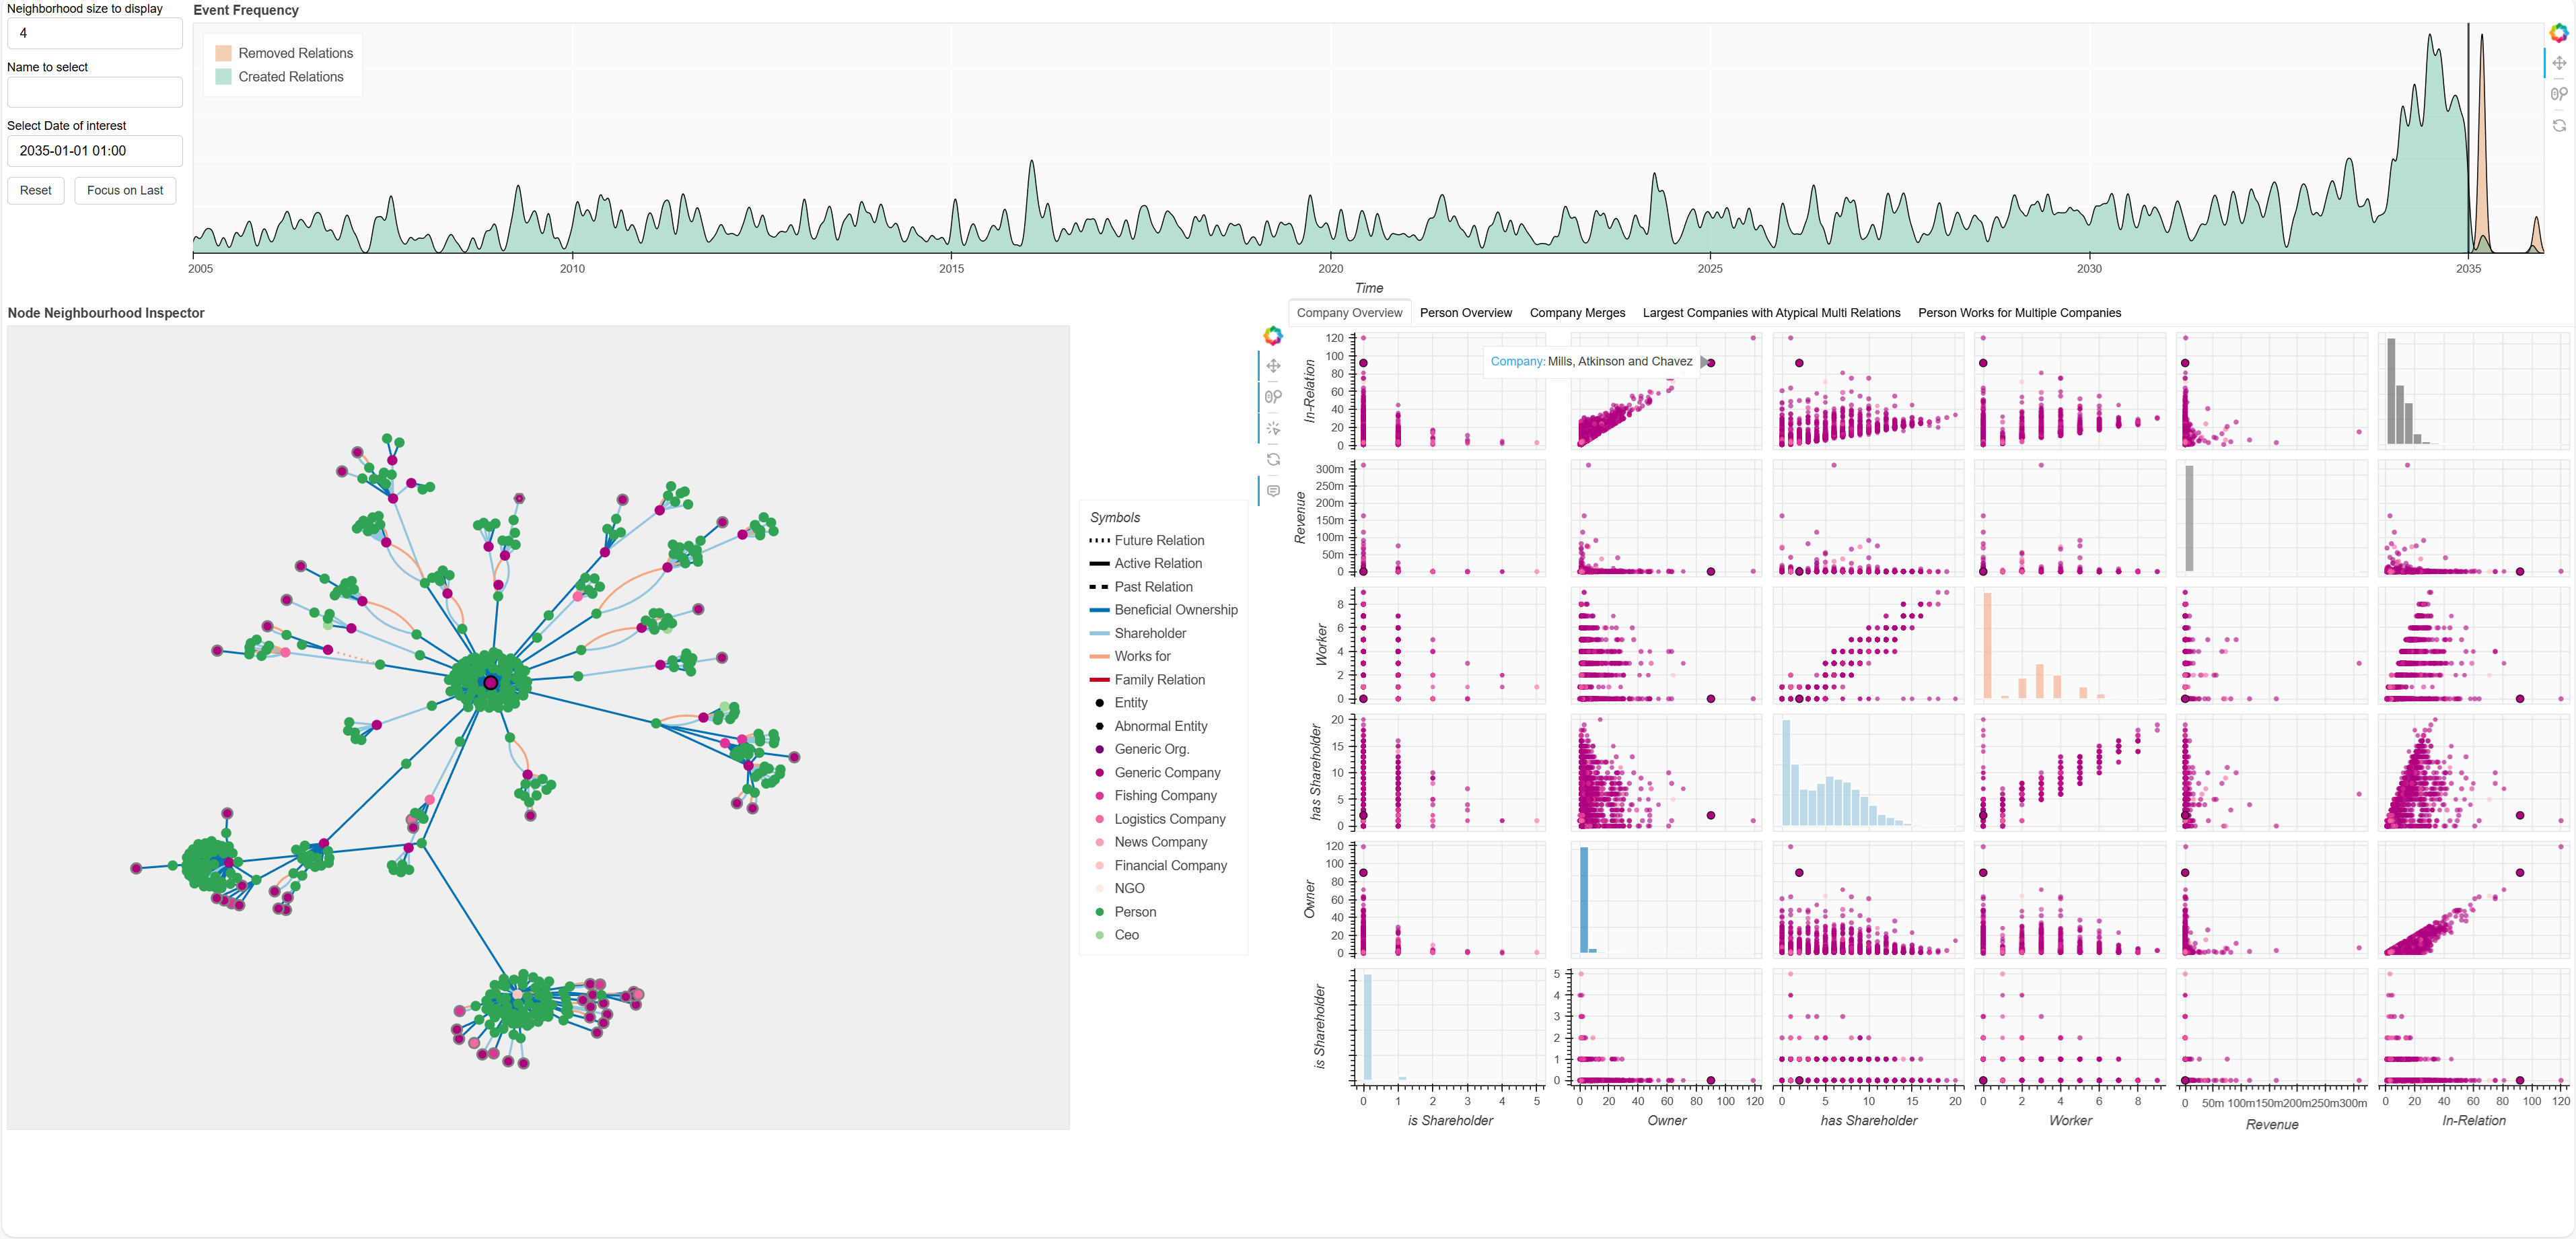 Neighborhood size to display
4
Name to select
Select Date of interest
2035-01-01 01:00
Reset
Focus on Last
Event Frequency
Removed Relations
Created Relations
2005
2010
2015
2020
2025
2030
2035
Time
Node Neighbourhood Inspector
Symbols
Future Relation
Active Relation
Past Relation
Beneficial Ownership
Shareholder
Works for
Family Relation
Entity
Abnormal Entity
Generic Org.
Generic Company
Fishing Company
Logistics Company
News Company
Financial Company
NGO
Person
Ceo
Company Overview
Person Overview
Company Merges
Largest Companies with Atypical Multi Relations
Person Works for Multiple Companies
Company: Mills, Atkinson and Chavez
In-Relation
120
100
80
60
40
20
0
Revenue
300m
250m
200m
150m
100m
50m
0
Worker
8
6
4
2
0
has Shareholder
20
15
10
5
0
Owner
120
100
80
60
40
20
0
is Shareholder
5
4
3
2
1
0
0 1 2 3 4 5
is Shareholder
0 20 40 60 80 100 120
Owner
0 5 10 15 20
has Shareholder
0 2 4 6 8
Worker
0 50m 100m 150m 200m 250m 300m
Revenue
0 20 40 60 80 100 120
In-Relation